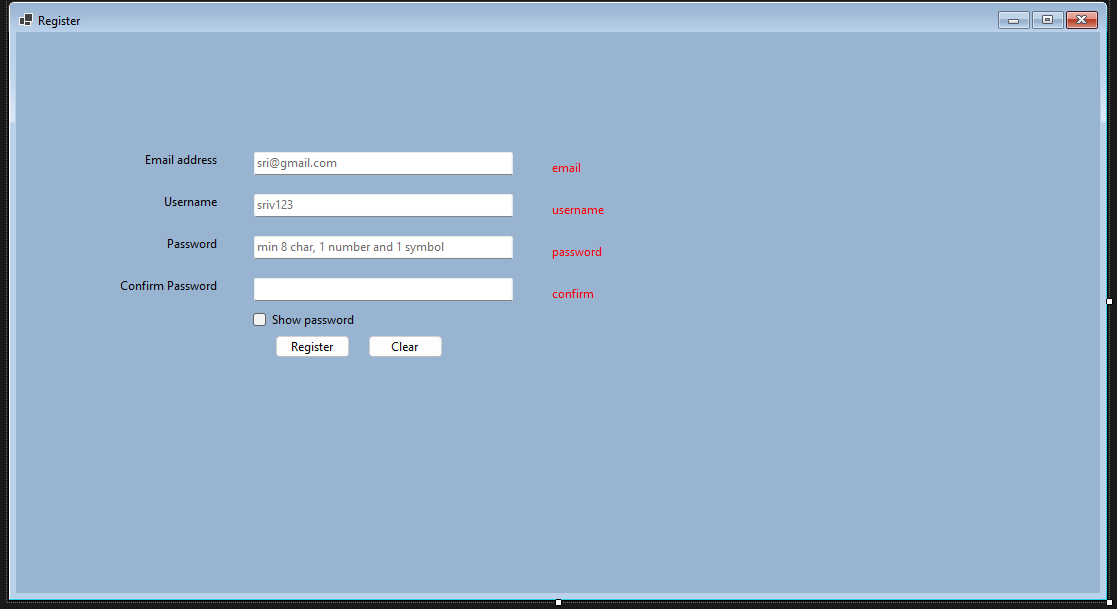 Register
Email address sri@gmail.com email
Username sriv123 username
Password min 8 char, 1 number and 1 symbol password
Confirm Password confirm
Show password
Register Clear